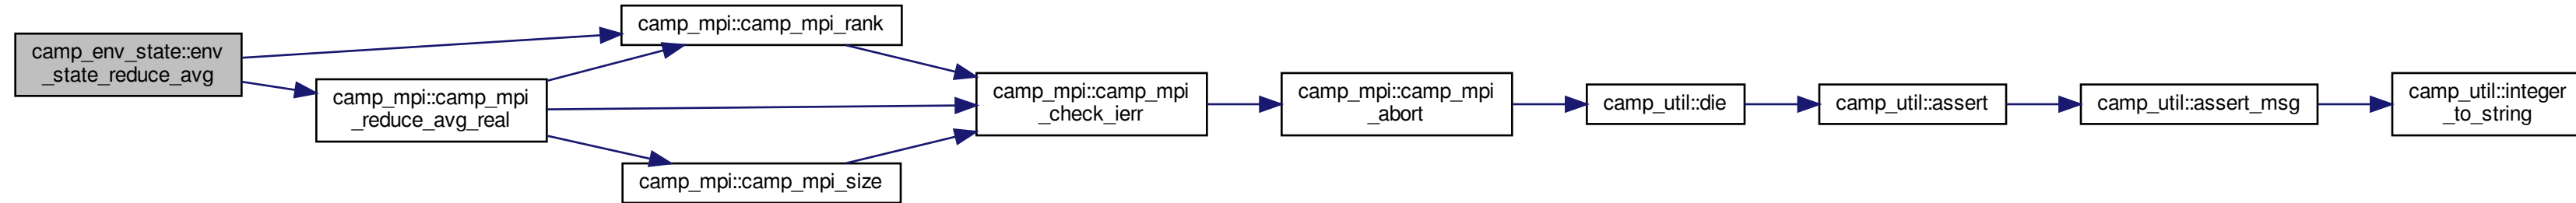 camp_env_state::env
_state_reduce_avg
camp_mpi::camp_mpi
_reduce_avg_real
camp_mpi::camp_mpi_rank
camp_mpi::camp_mpi_size
camp_mpi::camp_mpi
_check_ierr
camp_mpi::camp_mpi
_abort
camp_util::die
camp_util::assert
camp_util::assert_msg
camp_util::integer
_to_string